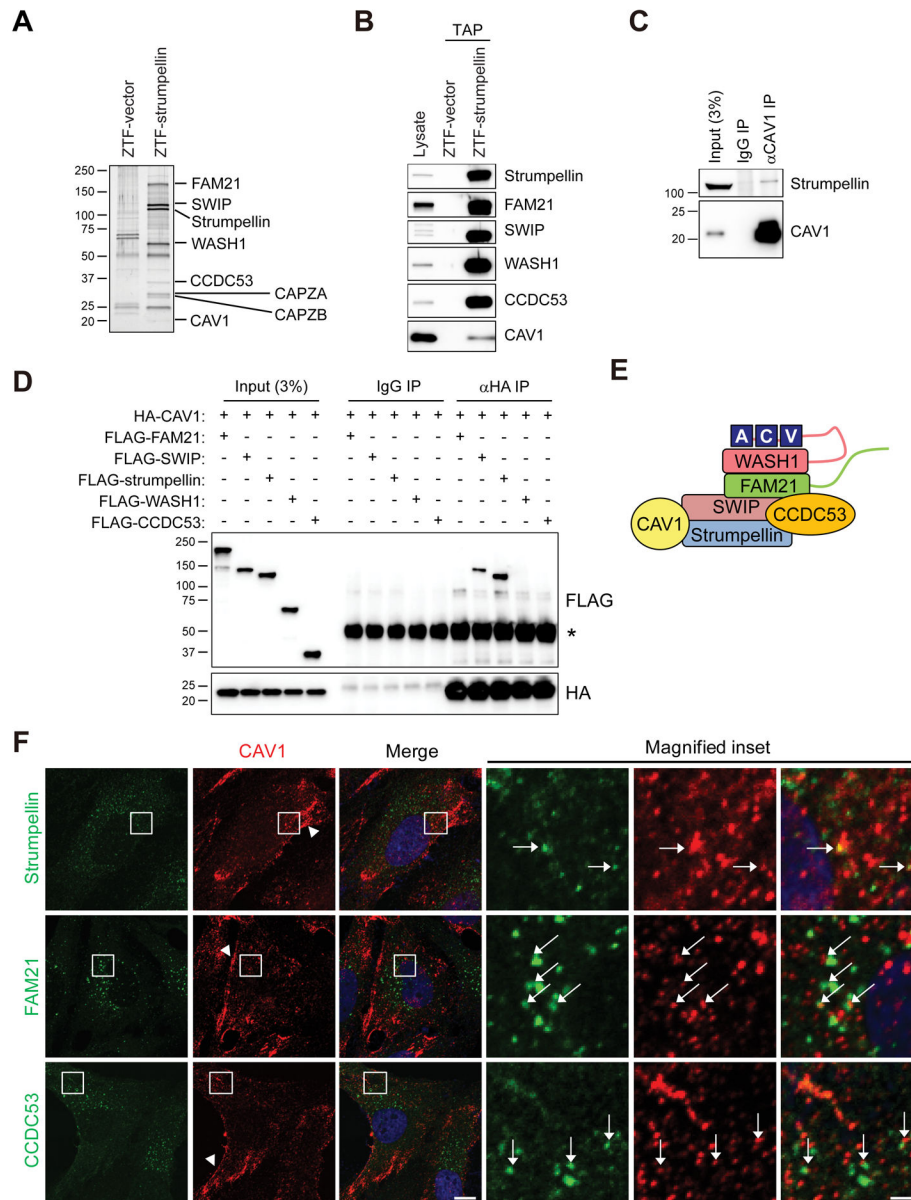 A
ZTF-vector
ZTF-strumpellin
250
150
100
75
50
37
25
20
FAM21
SWIP
Strumpellin
WASH1
CCDC53
CAPZA
CAPZB
CAV1
B
TAP
Lysate
ZTF-vector
ZTF-strumpellin
Strumpellin
FAM21
SWIP
WASH1
CCDC53
CAV1
C
Input (3%)
IgG IP
αCAV1 IP
100
Strumpellin
25
20
CAV1
D
Input (3%) IgG IP αHA IP
HA-CAV1: + + + + + + + + + + + + + + +
FLAG-FAM21: + - - - - + - - - - + - - - -
FLAG-SWIP: - + - - - - + - - - - + - - -
FLAG-strumpellin: - - + - - - - + - - - - + - -
FLAG-WASH1: - - - + - - - - + - - - - + -
FLAG-CCDC53: - - - - + - - - - + - - - - +
250
150
100
75
50
37
FLAG
*
25
20
HA
E
A C V
WASH1
FAM21
SWIP
CCDC53
CAV1
Strumpellin
F
CAV1 Merge Magnified inset
Strumpellin
FAM21
CCDC53